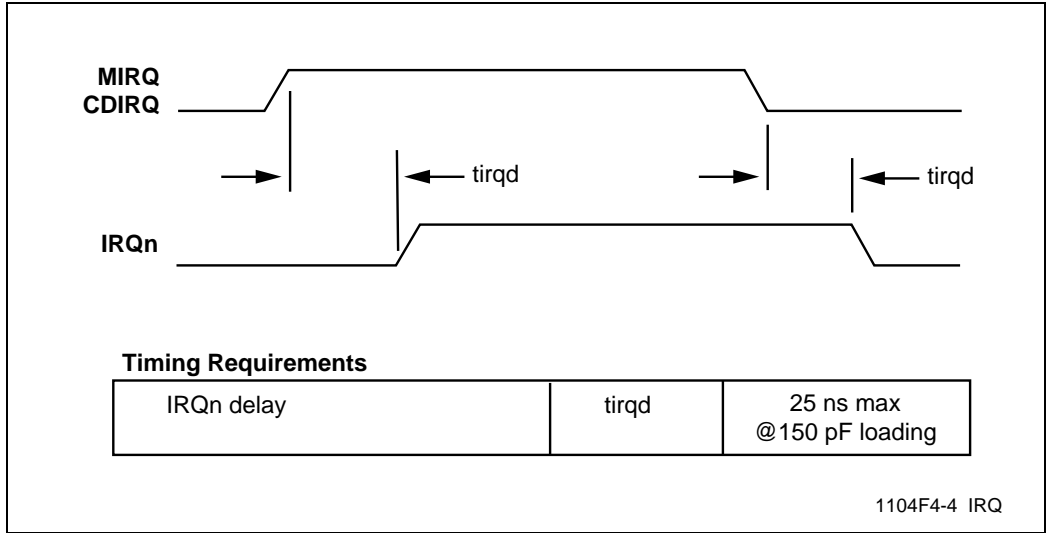 MIRQ
CDIRQ
tirqd
tirqd
IRQn
Timing Requirements
IRQn delay
tirqd
25 ns max
@150 pF loading
1104F4-4 IRQ